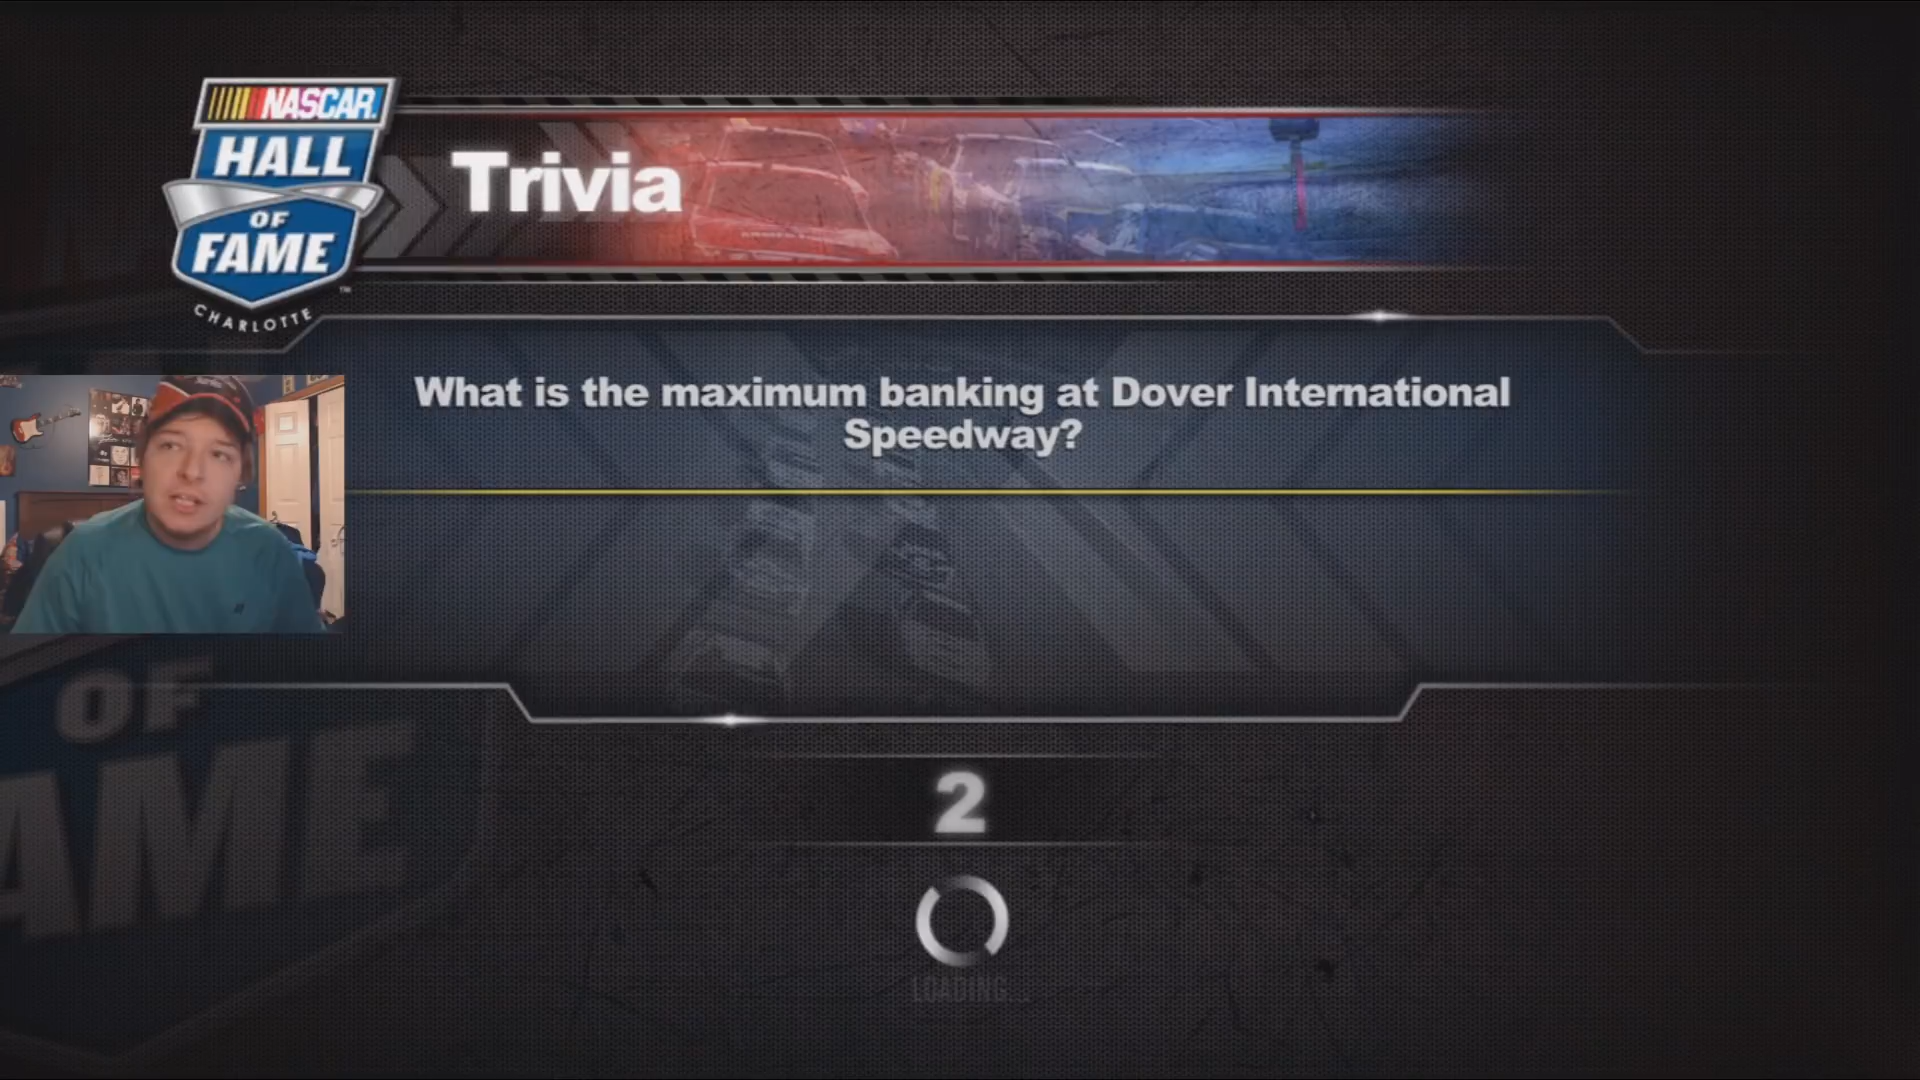 NASCAR.
HALL
OF
FAME
™
CHARLOTTE
Trivia
What is the maximum banking at Dover International
Speedway?
OF
AME
2
LOADING...